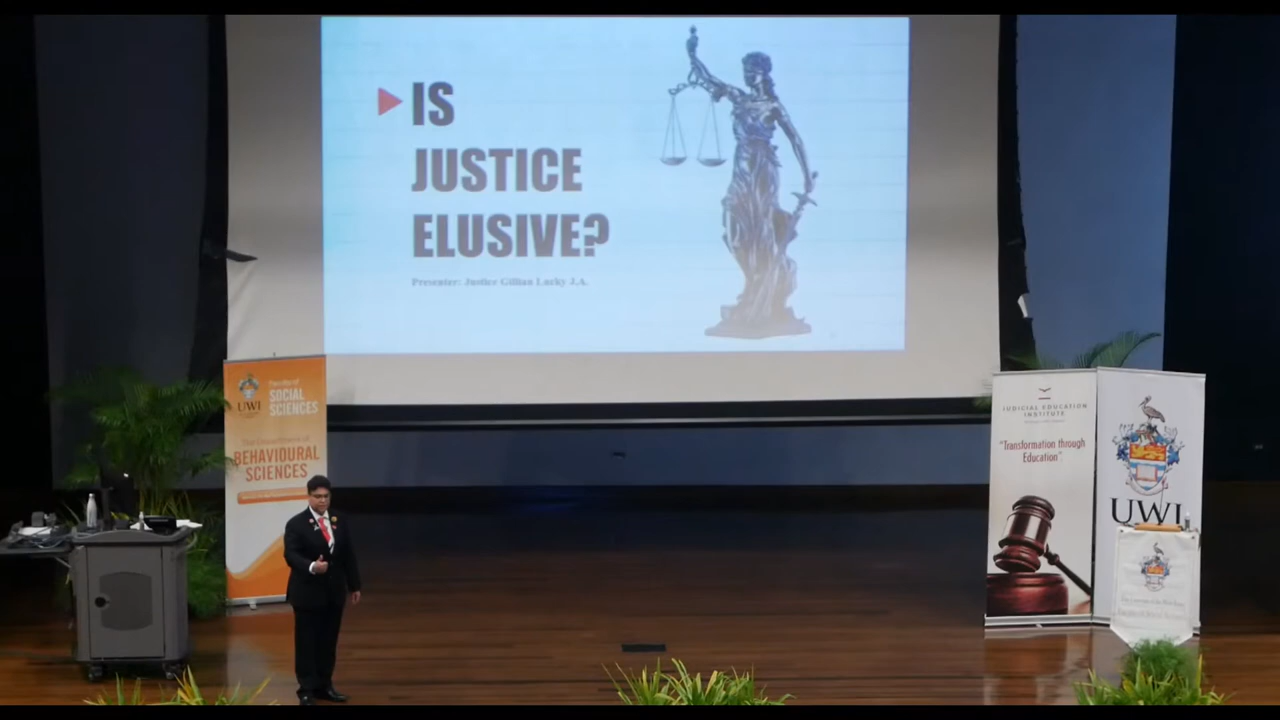 IS
JUSTICE
ELUSIVE?
Presenter: Justice Gillian Lucky J.A.
UWI
Faculty of
SOCIAL
SCIENCES
The Department of
BEHAVIOURAL
SCIENCES
JUDICIAL EDUCATION
INSTITUTE
"Transformation through
Education"
UWI